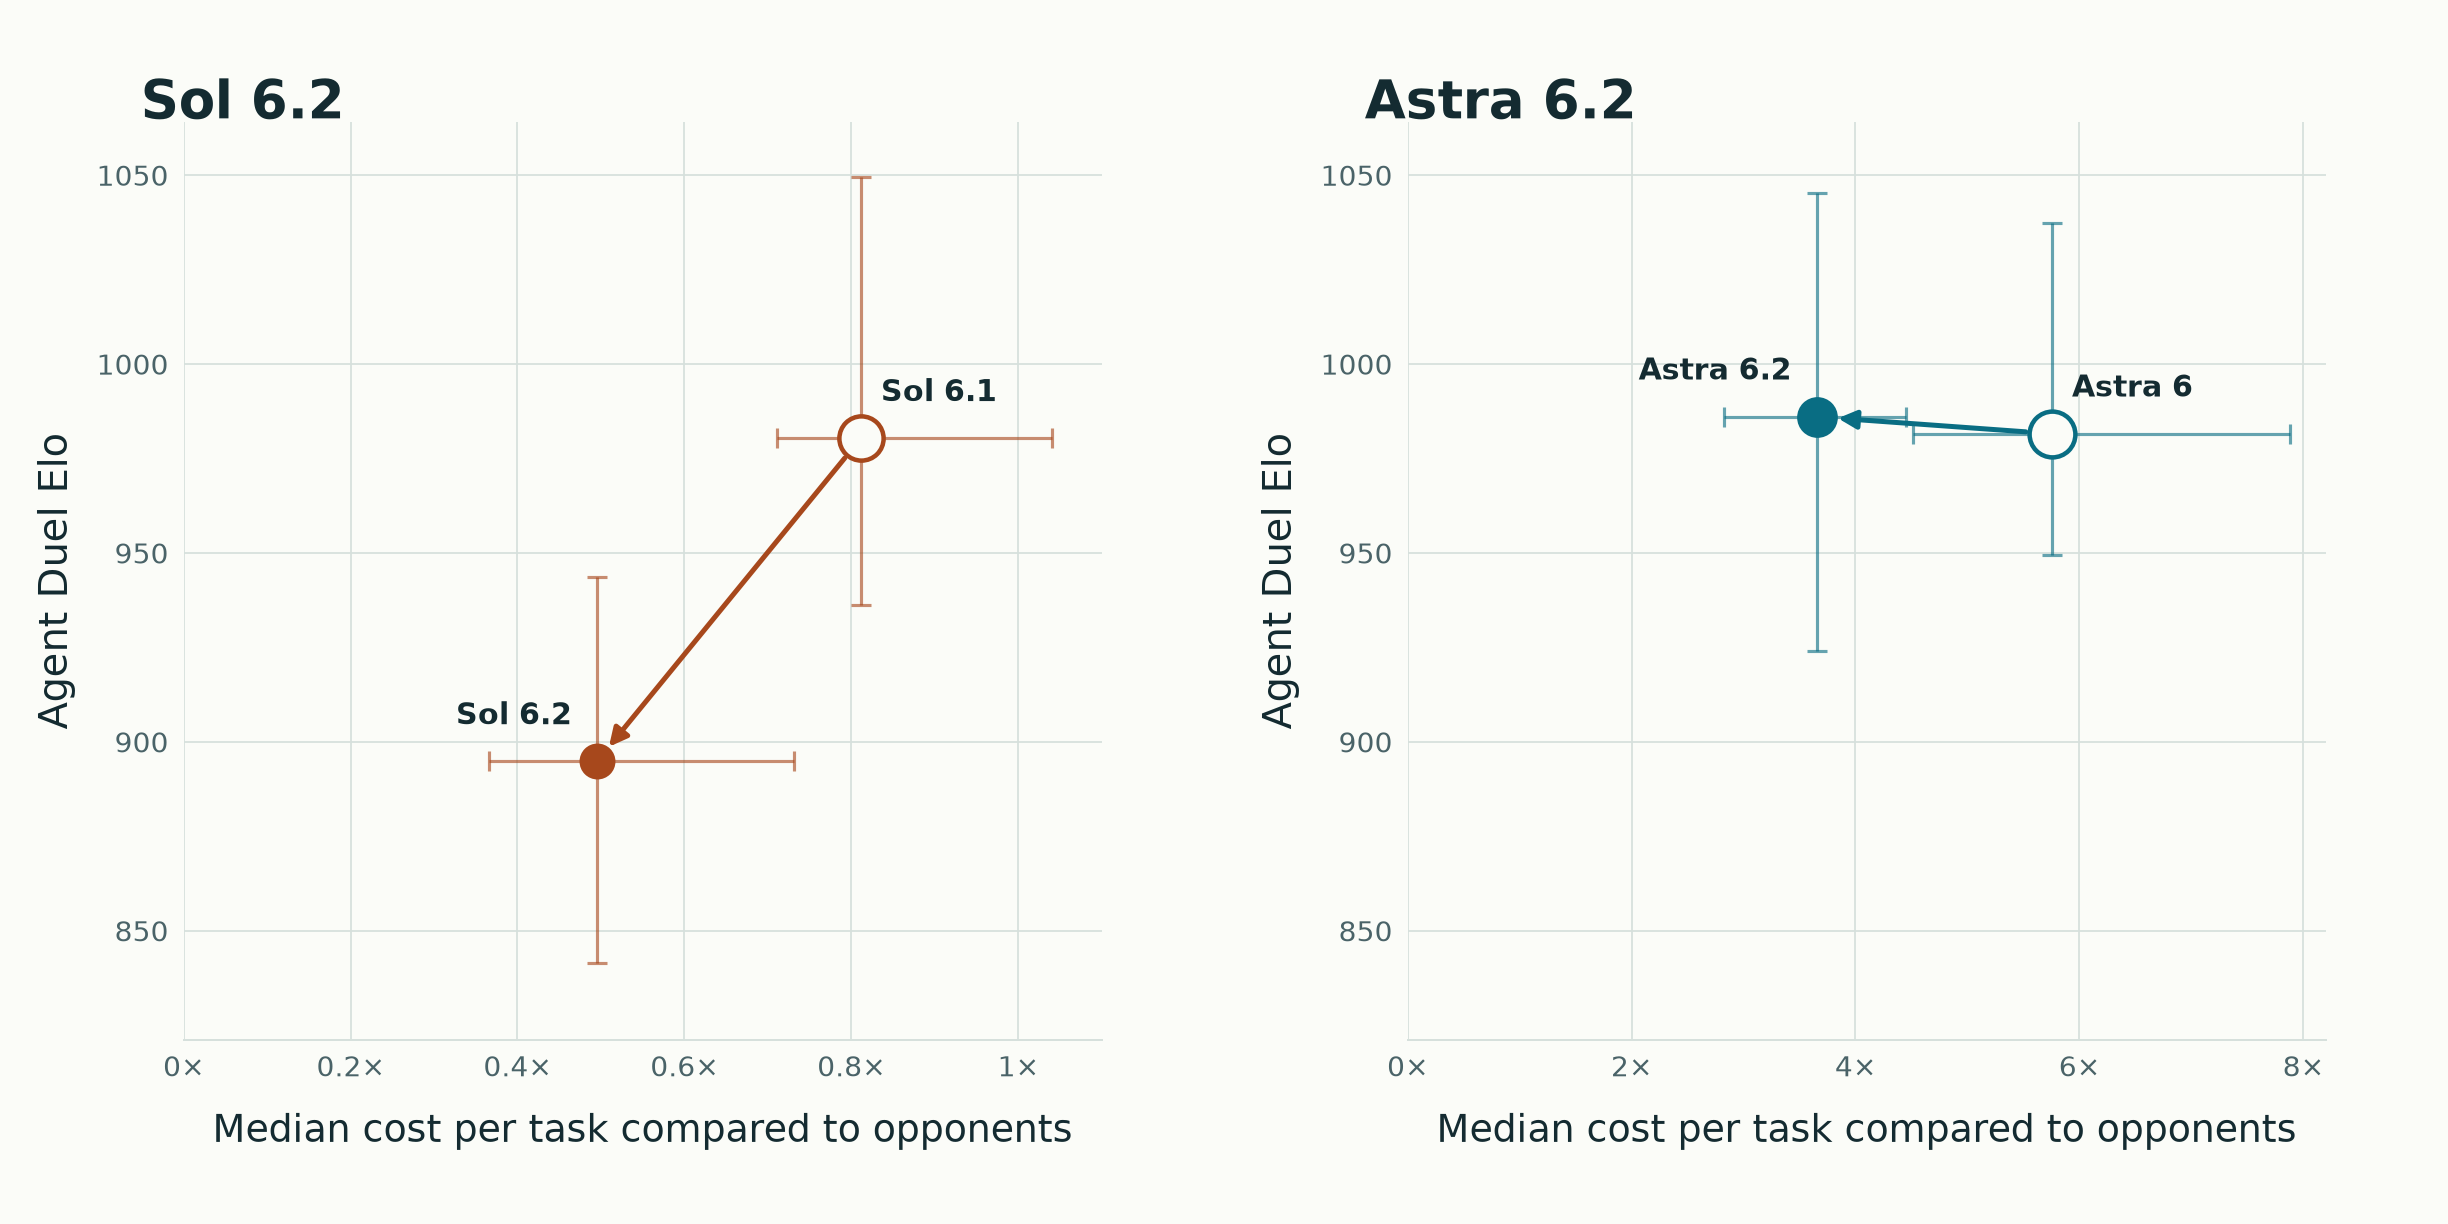 Sol 6.2
1050
1000
950
900
850
Agent Duel Elo
Sol 6.1
Sol 6.2
0×
0.2×
0.4×
0.6×
0.8×
1×
Median cost per task compared to opponents
Astra 6.2
1050
1000
950
900
850
Agent Duel Elo
Astra 6.2
Astra 6
0×
2×
4×
6×
8×
Median cost per task compared to opponents